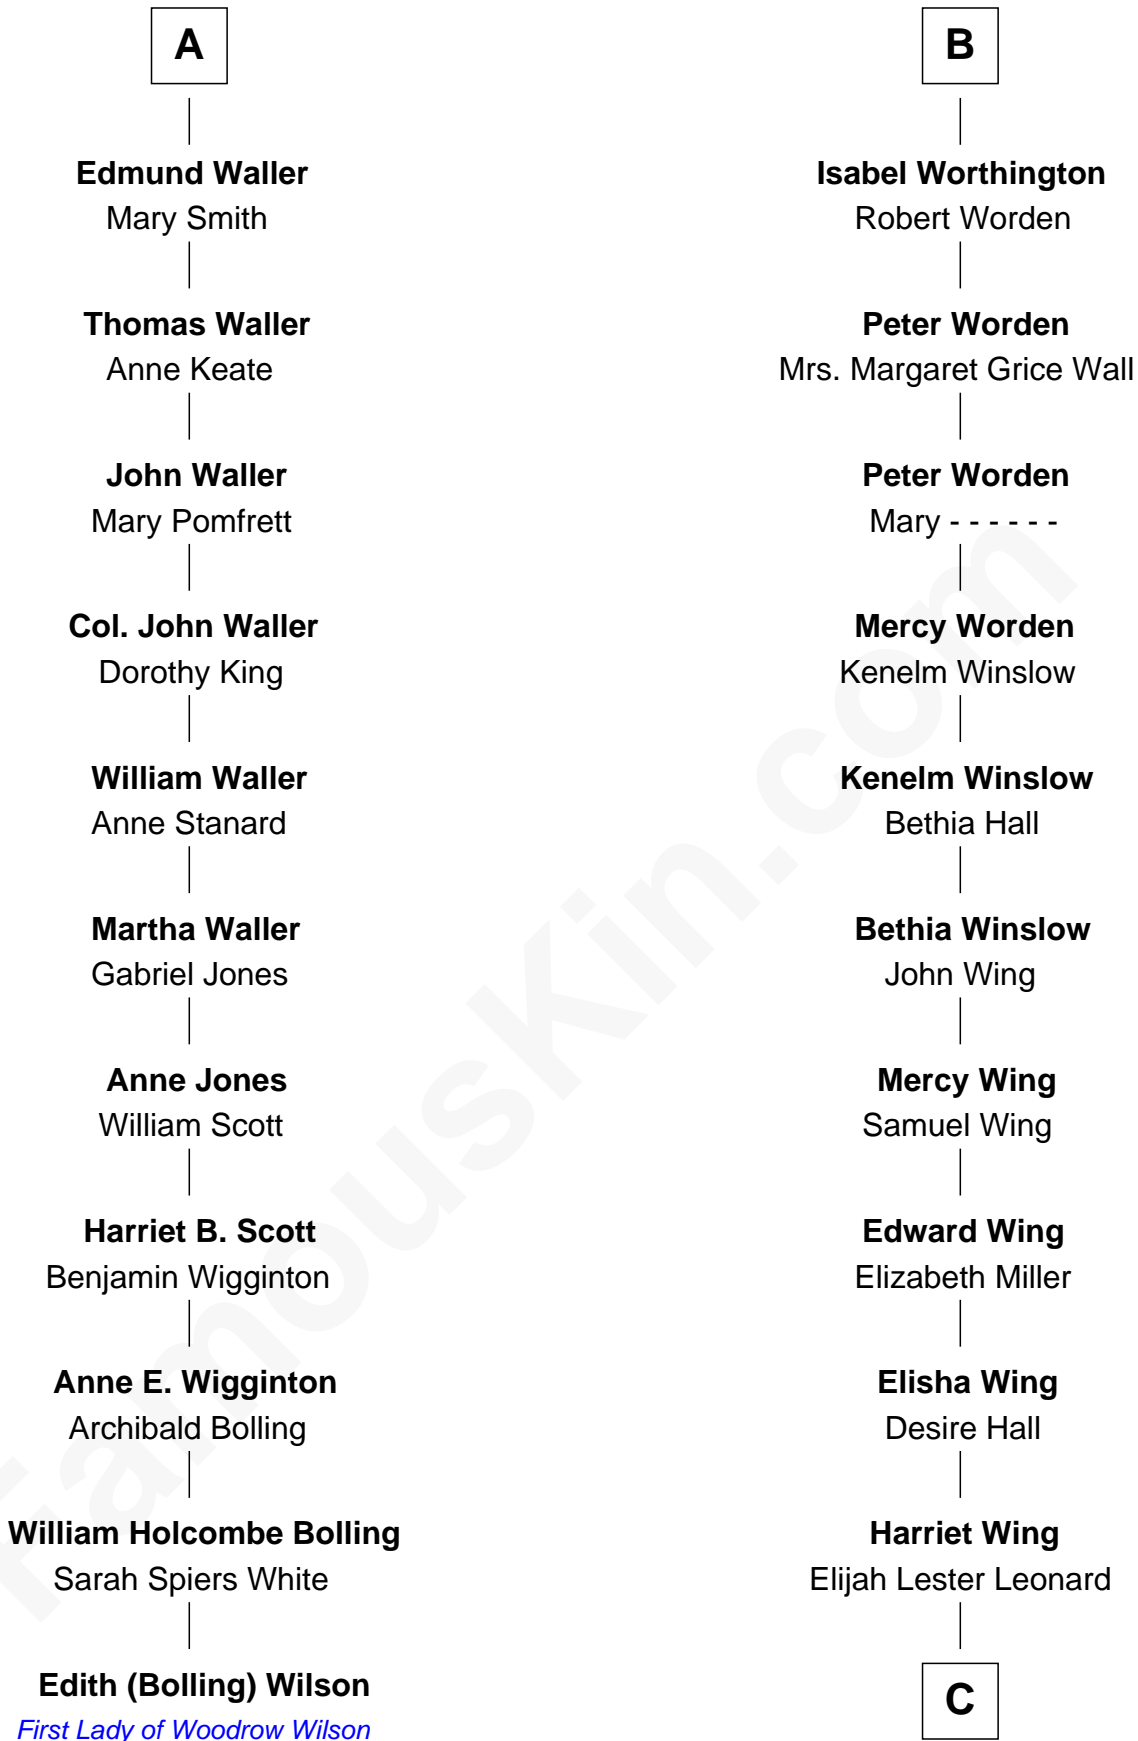 A
Edmund Waller
Mary Smith
Thomas Waller
Anne Keate
John Waller
Mary Pomfrett
Col. John Waller
Dorothy King
William Waller
Anne Stanard
Martha Waller
Gabriel Jones
Anne Jones
William Scott
Harriet B. Scott
Benjamin Wigginton
Anne E. Wigginton
Archibald Bolling
William Holcombe Bolling
Sarah Spiers White
Edith (Bolling) Wilson
First Lady of Woodrow Wilson
B
Isabel Worthington
Robert Worden
Peter Worden
Mrs. Margaret Grice Wall
Peter Worden
Mary - - - - - -
Mercy Worden
Kenelm Winslow
Kenelm Winslow
Bethia Hall
Bethia Winslow
John Wing
Mercy Wing
Samuel Wing
Edward Wing
Elizabeth Miller
Elisha Wing
Desire Hall
Harriet Wing
Elijah Lester Leonard
C
FamousKin.com